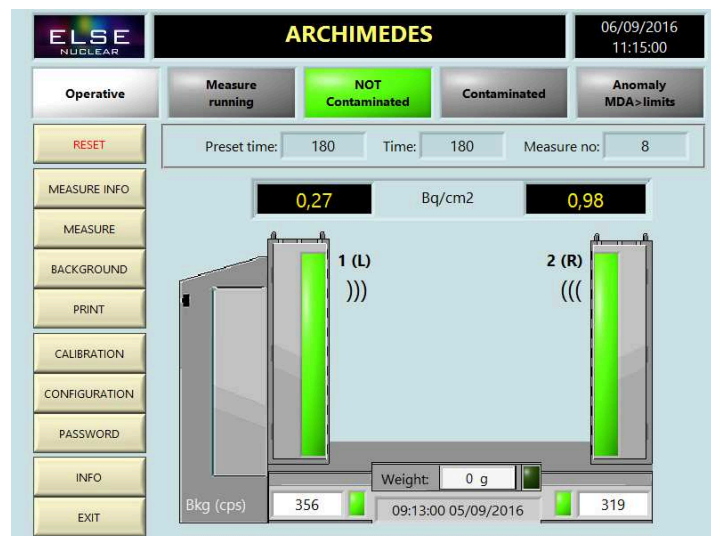 ELSE
NUCLEAR
ARCHIMEDES
06/09/2016
11:15:00
Operative
Measure
running
NOT
Contaminated
Contaminated
Anomaly
MDA>limits
RESET
Preset time: 180 Time: 180 Measure no: 8
MEASURE INFO
MEASURE
BACKGROUND
PRINT
CALIBRATION
CONFIGURATION
PASSWORD
INFO
EXIT
0,27 Bq/cm2 0,98
1 (L) 2 (R)
))) (((
Weight: 0 g
Bkg (cps) 356 09:13:00 05/09/2016 319